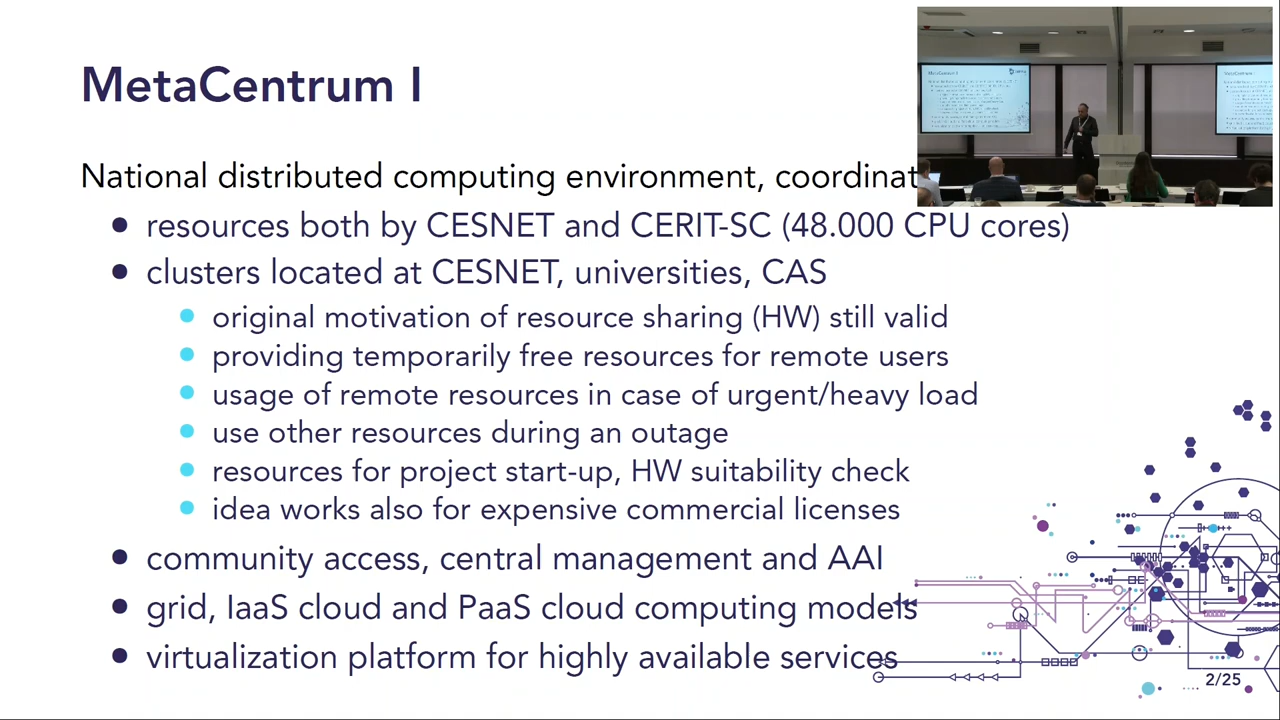 MetaCentrum I
National distributed computing environment, coordinat
resources both by CESNET and CERIT-SC (48.000 CPU cores)
clusters located at CESNET, universities, CAS
original motivation of resource sharing (HW) still valid
providing temporarily free resources for remote users
usage of remote resources in case of urgent/heavy load
use other resources during an outage
resources for project start-up, HW suitability check
idea works also for expensive commercial licenses
community access, central management and AAI
grid, IaaS cloud and PaaS cloud computing models
virtualization platform for highly available services
2/25